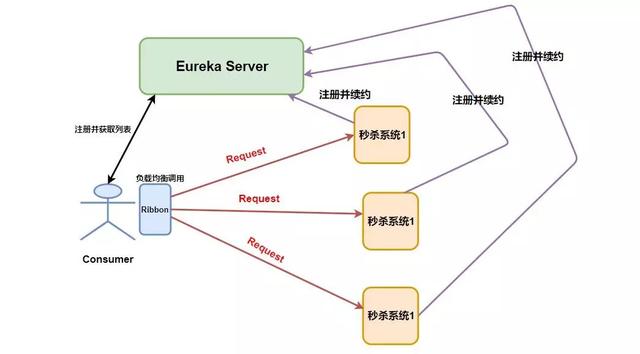 Eureka Server
注册并续约
注册并续约
注册并续约
秒杀系统1
注册并获取列表
Request
负载均衡调用
Ribbon
Request
秒杀系统1
Consumer
Request
秒杀系统1